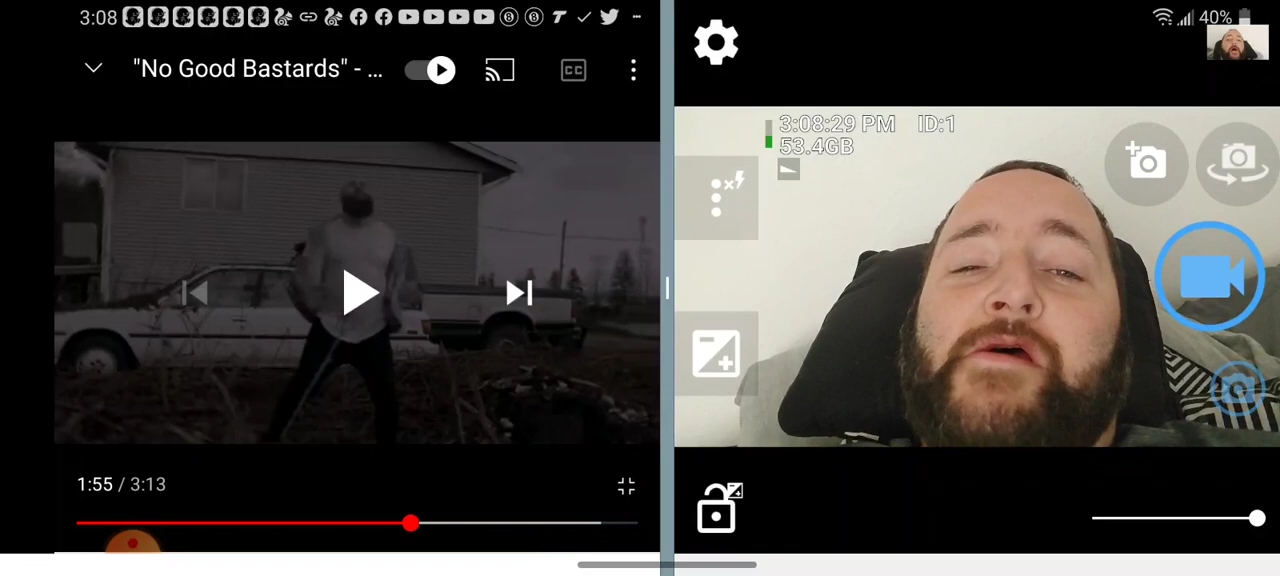 3:08
40%
"No Good Bastards" - ...
CC
3:08:29 PM ID:1
53.4GB
1:55 / 3:13